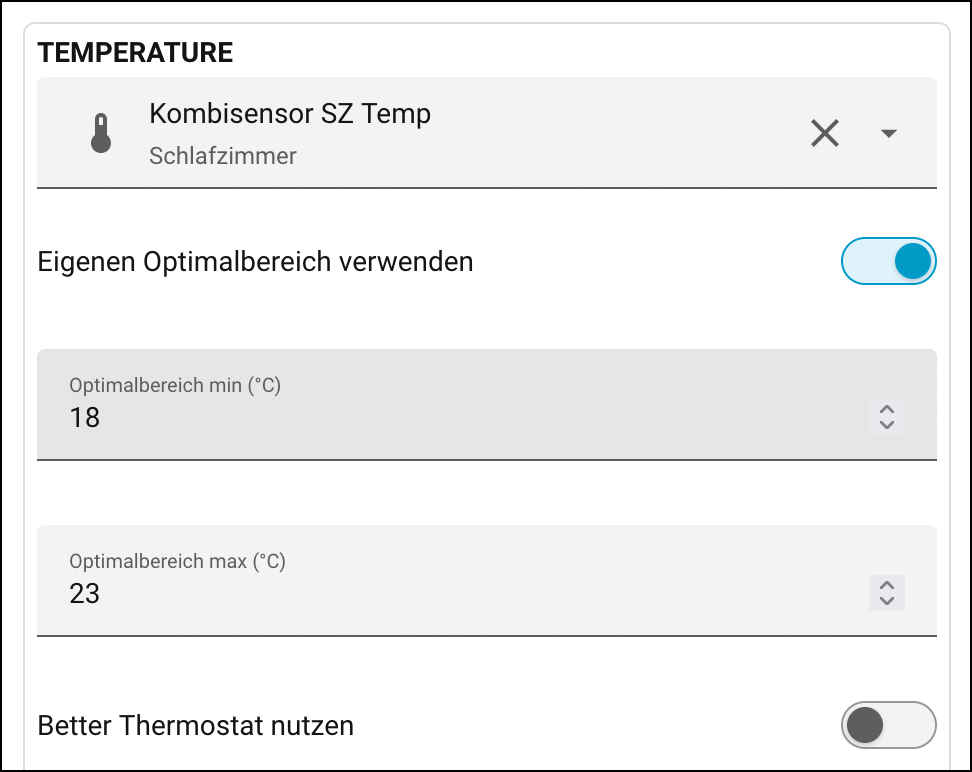 TEMPERATURE
Kombisensor SZ Temp
Schlafzimmer
Eigenen Optimalbereich verwenden
Optimalbereich min (°C)
18
Optimalbereich max (°C)
23
Better Thermostat nutzen